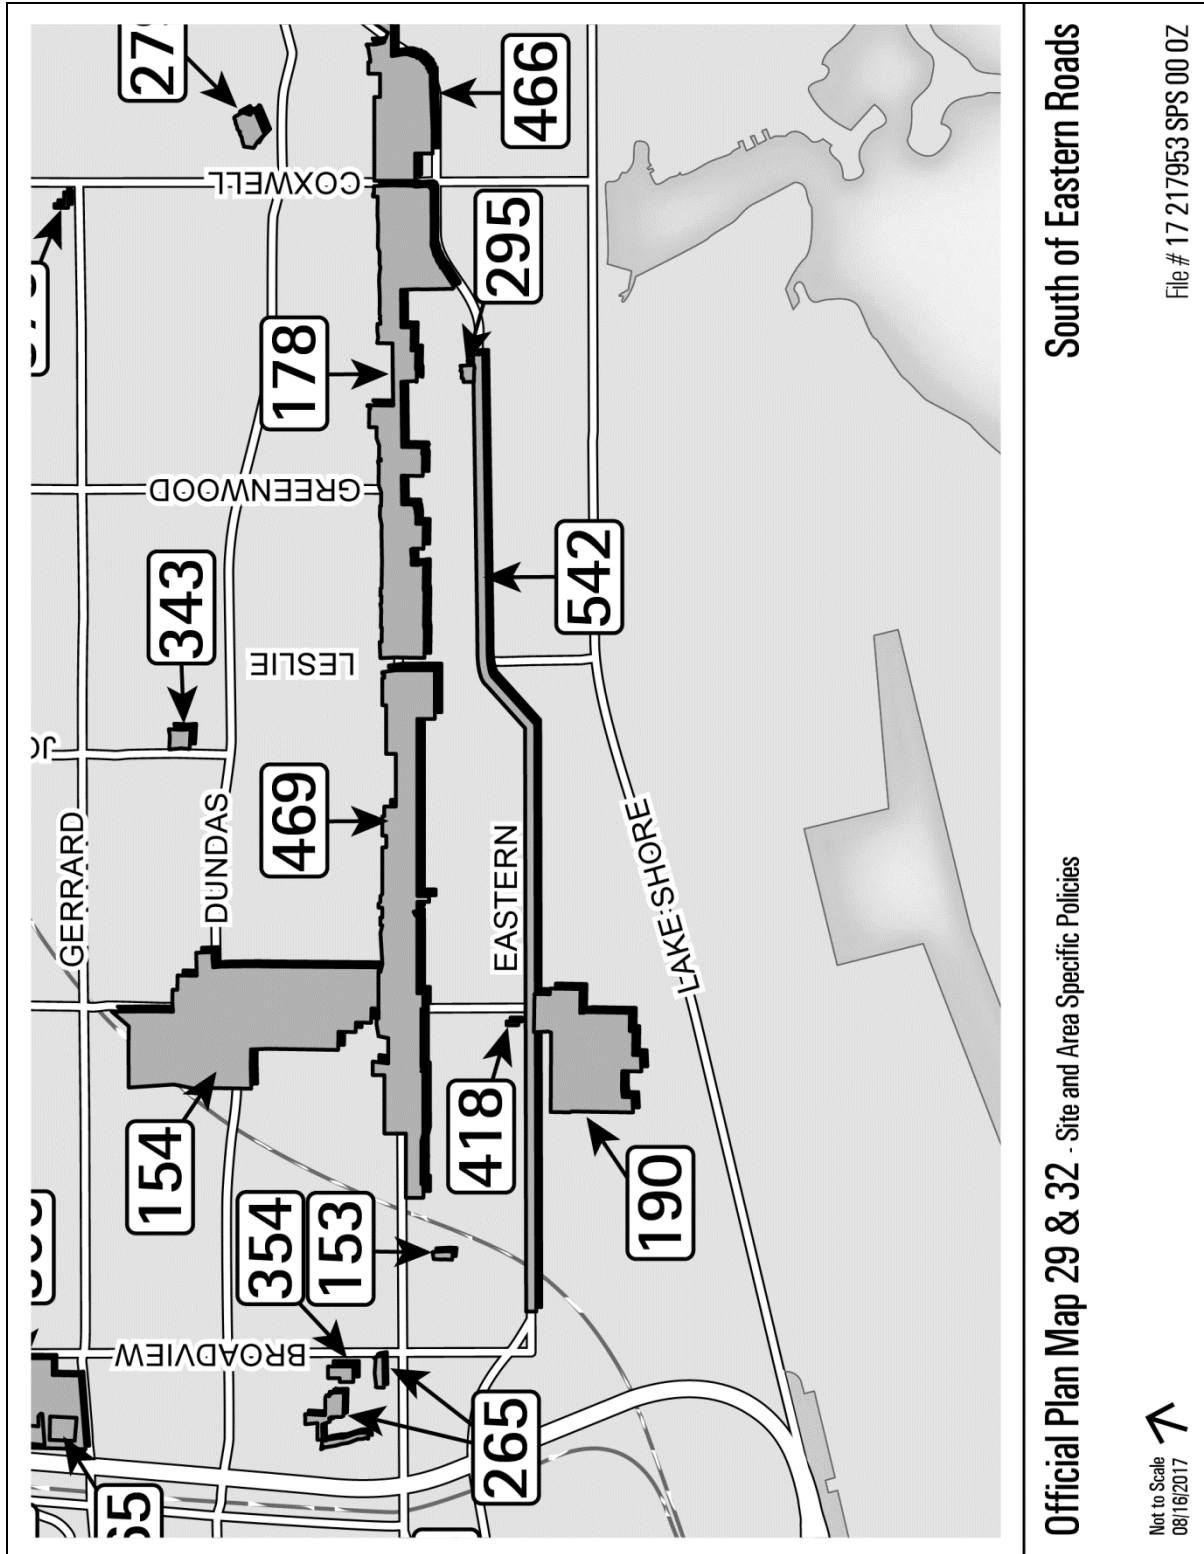 466
COXWELL
295
178
GREENWOOD
343
542
LESLIE
469
GERRARD
DUNDAS
EASTERN
LAKE SHORE
154
418
190
354
153
BROADVIEW
265
Official Plan Map 29 & 32 - Site and Area Specific Policies
South of Eastern Roads
Not to Scale
08/16/2017
File # 17 217953 SPS 00 OZ